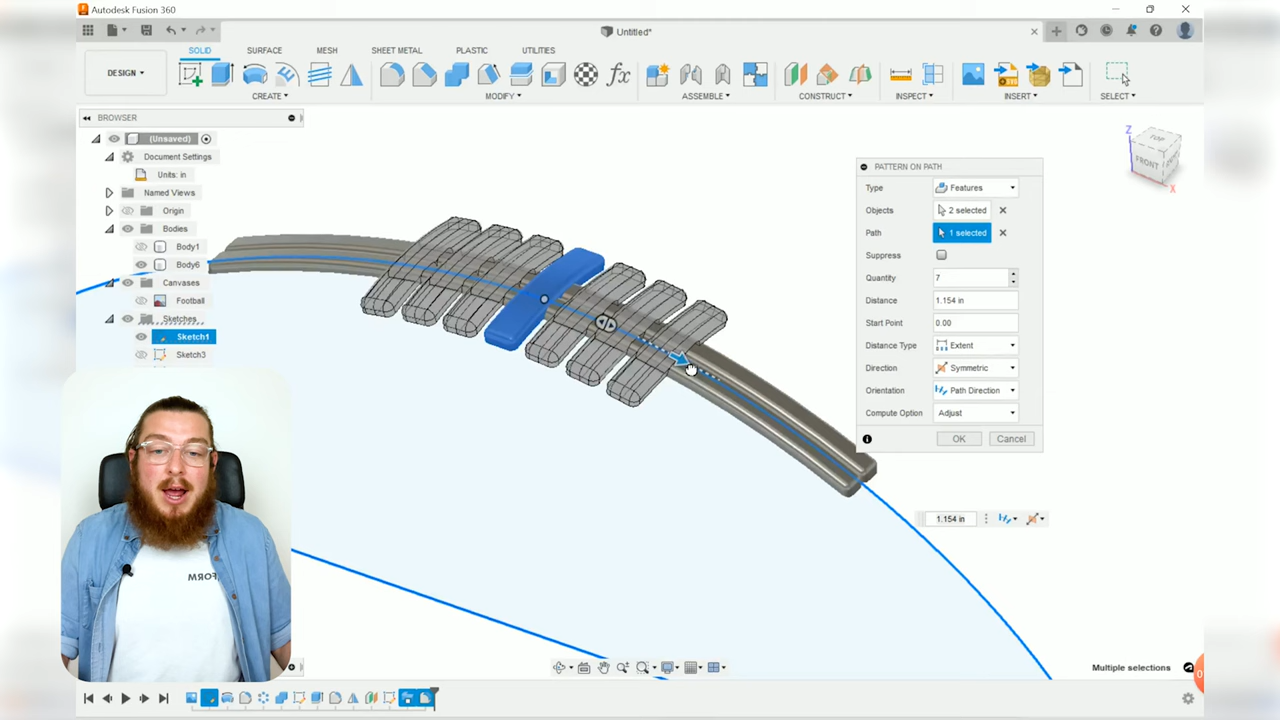 Autodesk Fusion 360
Untitled*
DESIGN
SOLID SURFACE MESH SHEET METAL PLASTIC UTILITIES
fx
CREATE MODIFY ASSEMBLE CONSTRUCT INSPECT INSERT SELECT
BROWSER
(Unsaved)
Document Settings
Units: in
Named Views
Origin
Bodies
Body1
Body6
Canvases
Football
Sketches
Sketch1
Sketch3
Z
TOP
FRONT
X
PATTERN ON PATH
Type Features
Objects 2 selected
Path 1 selected
Suppress
Quantity 7
Distance 1.154 in
Start Point 0.00
Distance Type Extent
Direction Symmetric
Orientation Path Direction
Compute Option Adjust
OK Cancel
1.154 in
FORM
Multiple selections